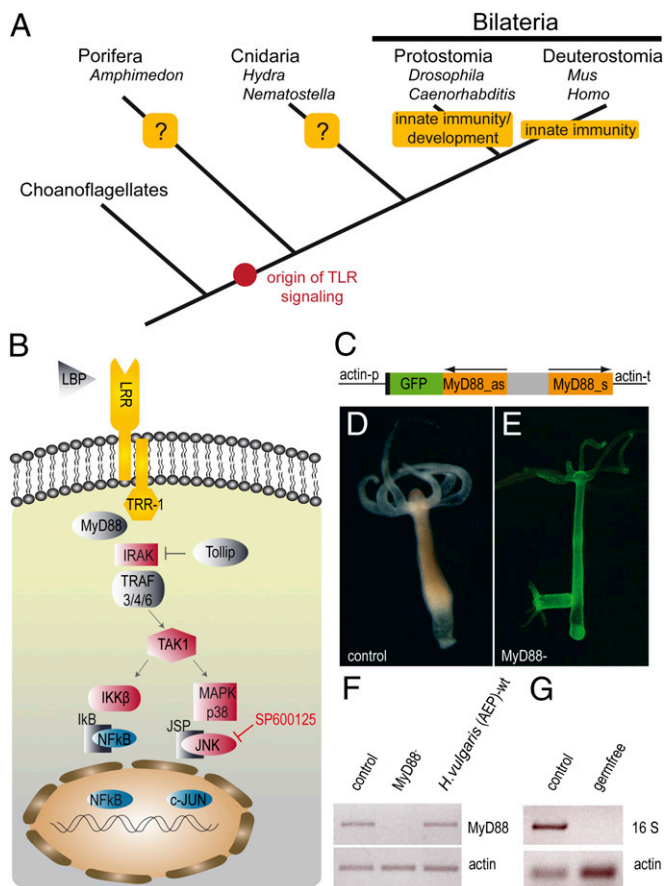 A
Bilateria
Porifera
Amphimedon
Cnidaria
Hydra
Nematostella
Protostomia
Drosophila
Caenorhabditis
Deuterostomia
Mus
Homo
?
?
innate immunity/
development
innate immunity
Choanoflagellates
origin of TLR
signaling
B
LBP
LRR
TRR-1
MyD88
IRAK
Tollip
TRAF
3/4/6
TAK1
IKKβ
MAPK
p38
IkB
NFkB
JSP
JNK
SP600125
NFkB
c-JUN
C
actin-p
GFP
MyD88_as
MyD88_s
actin-t
D
control
E
MyD88-
F
control
MyD88-
H.vulgaris (AEP)-wt
MyD88
actin
G
control
germfree
16 S
actin